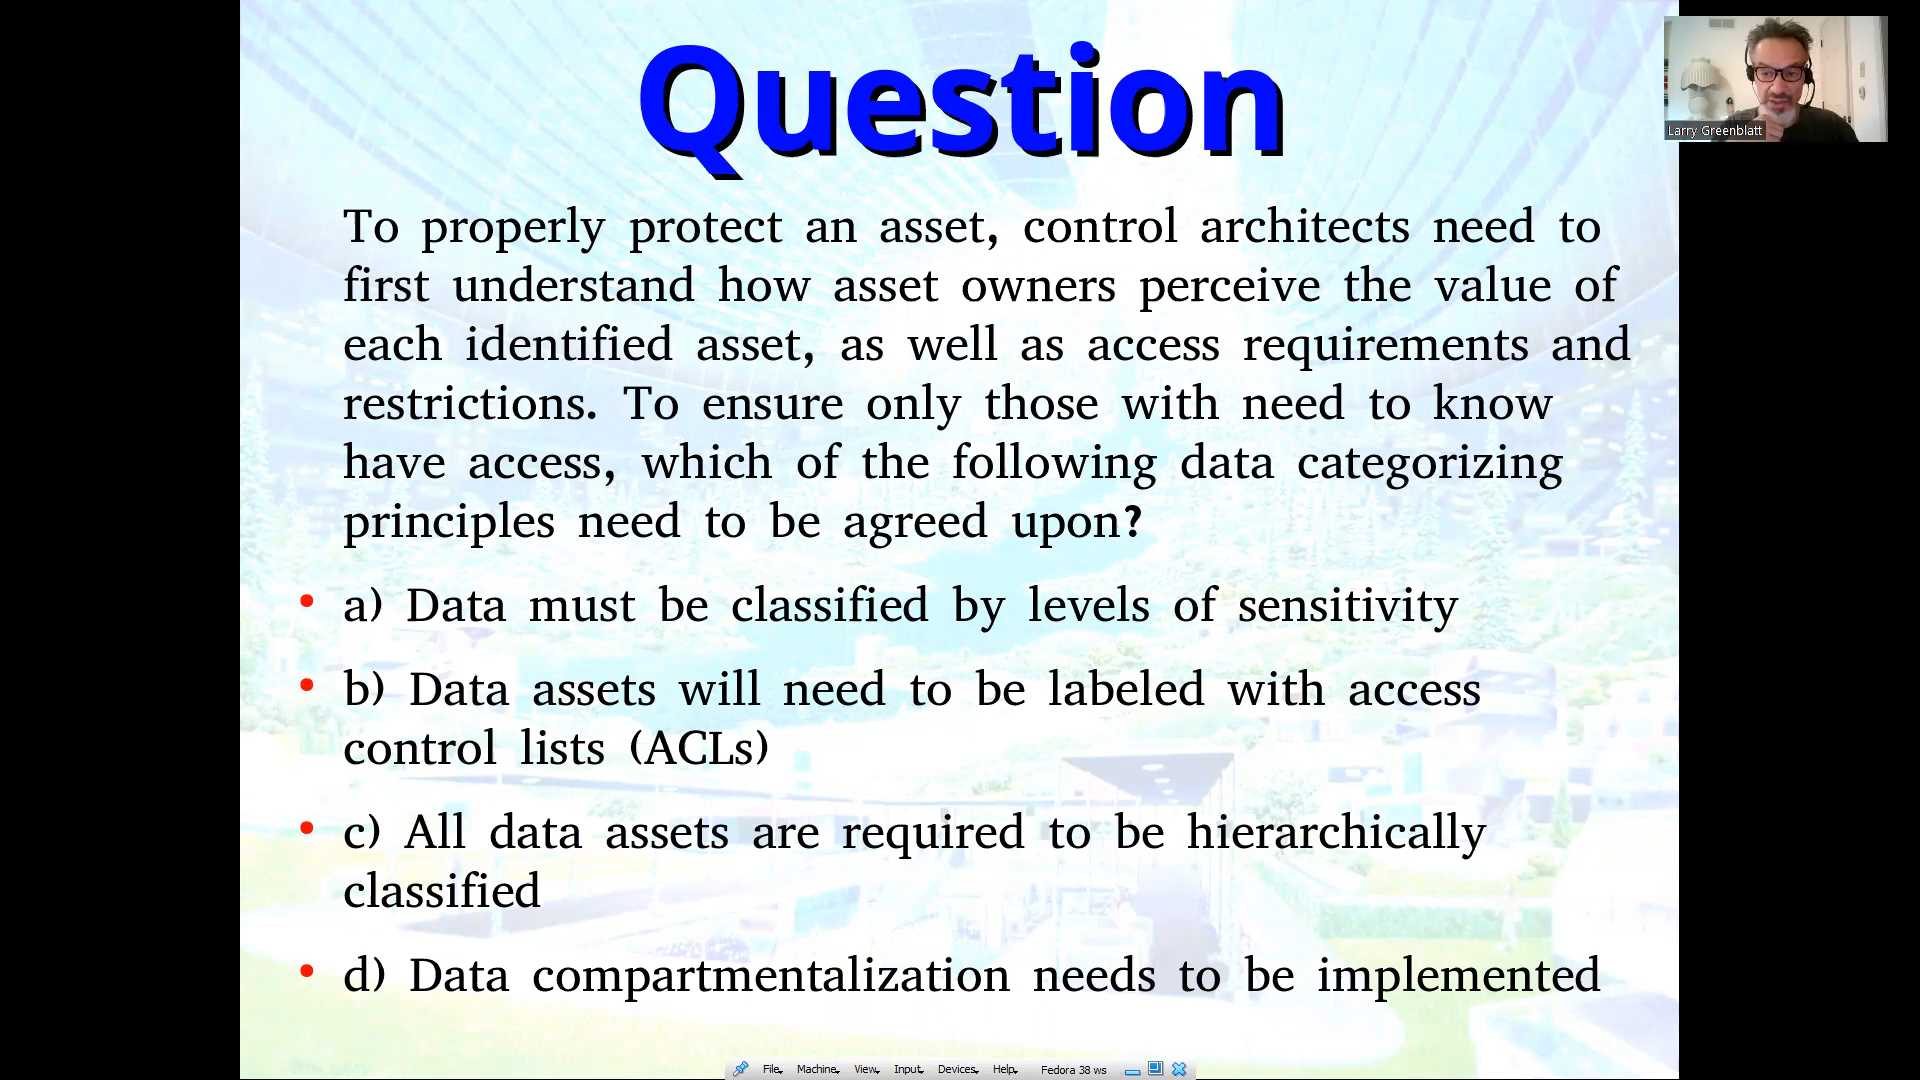 Question
Larry Greenblatt
To properly protect an asset, control architects need to
first understand how asset owners perceive the value of
each identified asset, as well as access requirements and
restrictions. To ensure only those with need to know
have access, which of the following data categorizing
principles need to be agreed upon?
• a) Data must be classified by levels of sensitivity
• b) Data assets will need to be labeled with access
control lists (ACLs)
• c) All data assets are required to be hierarchically
classified
• d) Data compartmentalization needs to be implemented
File Machine View Input Devices Help Fedora 38 ws